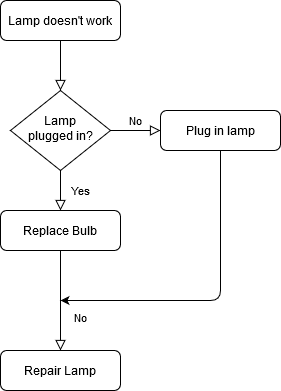 Lamp doesn't work
Lamp
plugged in?
No
Plug in lamp
Yes
Replace Bulb
No
Repair Lamp